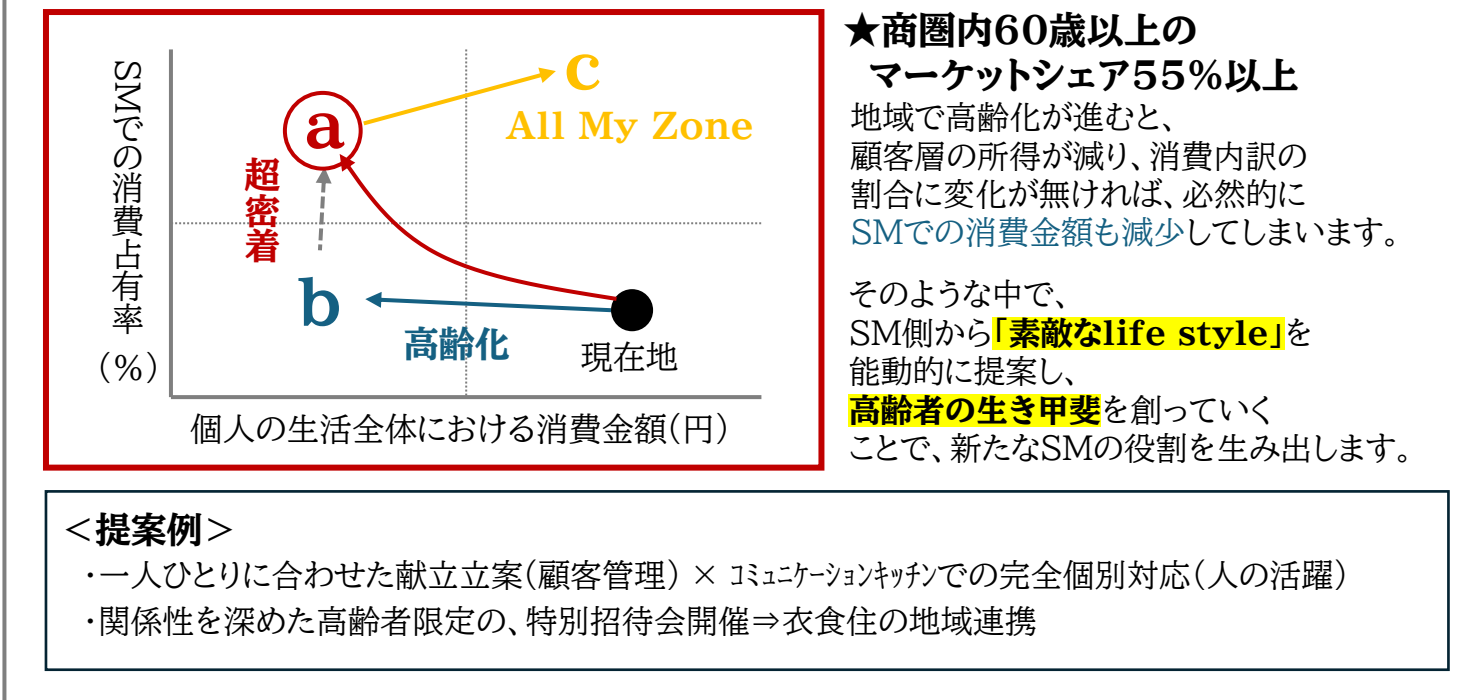 SMでの消費占有率(%)
a
c
All My Zone
超密着
b
高齢化
現在地
個人の生活全体における消費金額(円)
★商圏内60歳以上の
マーケットシェア55%以上
地域で高齢化が進むと、
顧客層の所得が減り、消費内訳の
割合に変化が無ければ、必然的に
SMでの消費金額も減少してしまいます。
そのような中で、
SM側から「素敵なlife style」を
能動的に提案し、
高齢者の生き甲斐を創っていく
ことで、新たなSMの役割を生み出します。
<提案例>
・一人ひとりに合わせた献立立案(顧客管理) × コミュニケーションキッチンでの完全個別対応(人の活躍)
・関係性を深めた高齢者限定の、特別招待会開催⇒衣食住の地域連携